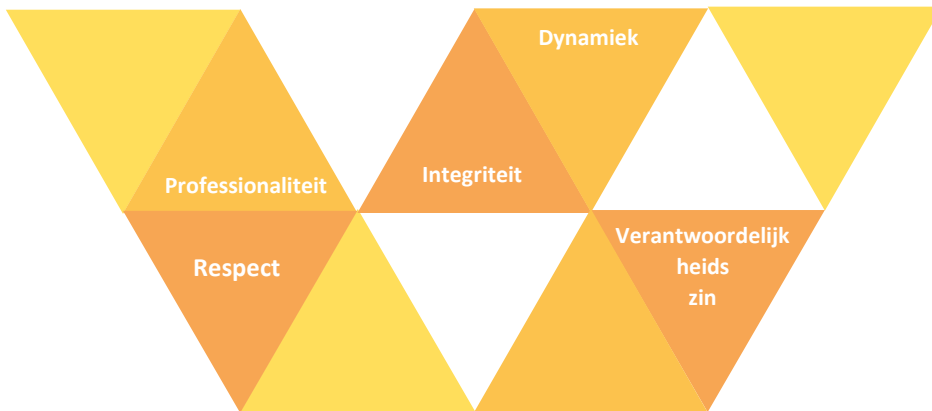 Dynamiek
Professionaliteit
Integriteit
Respect
Verantwoordelijk
heids
zin